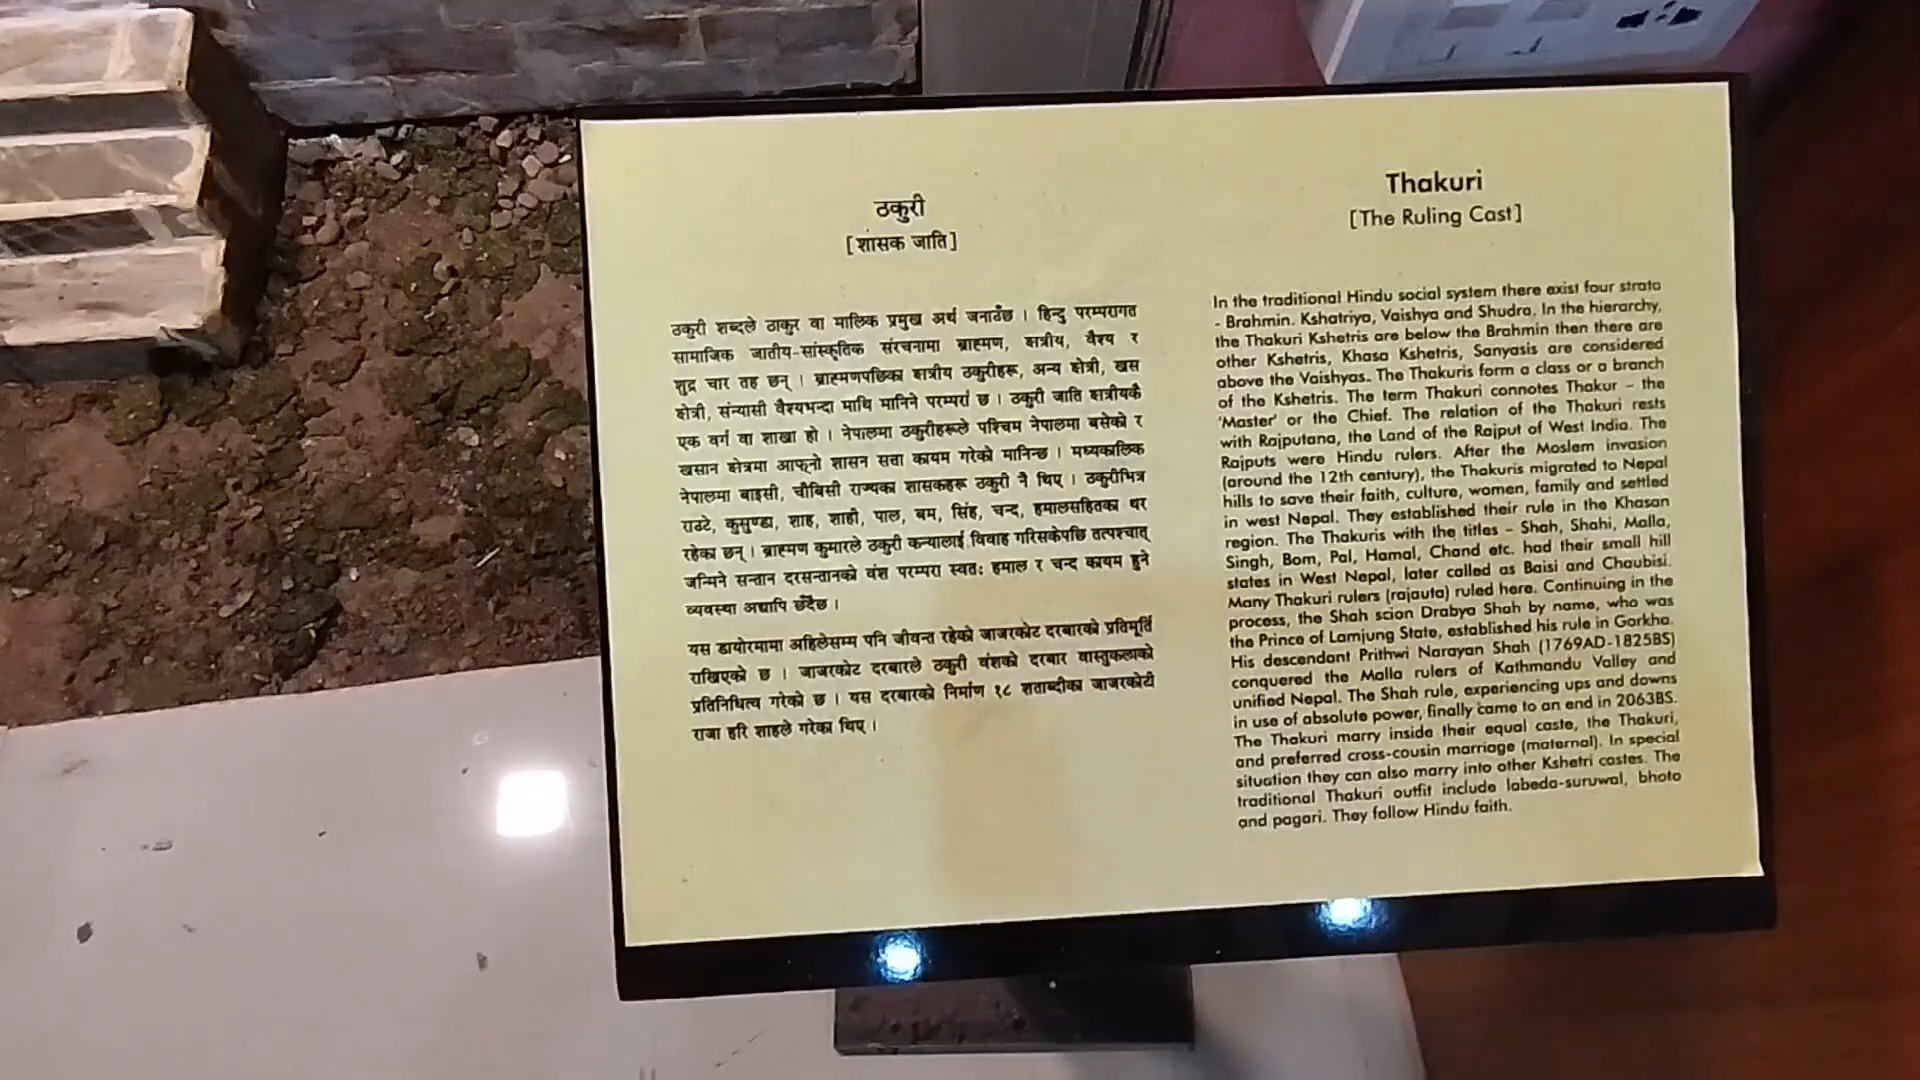 ठकुरी
[शासक जाति]
ठकुरी शब्दले ठाकुर वा मालिक प्रमुख अर्थ जनाउँछ । हिन्दु परम्परागत
सामाजिक जातीय-सांस्कृतिक संरचनामा ब्राह्मण, क्षत्रीय, वैश्य र
शुद्र चार तह छन् । ब्राह्मणपछिका क्षत्रीय ठकुरीहरू, अन्य क्षेत्री, खस
क्षेत्री, संन्यासी वैश्यभन्दा माथि मानिने परम्परा छ । ठकुरी जाति क्षत्रीयकै
एक वर्ग वा शाखा हो । नेपालमा ठकुरीहरूले पश्चिम नेपालमा बसेको र
खसान क्षेत्रमा आफ्नो शासन सत्ता कायम गरेको मानिन्छ । मध्यकालिक
नेपालमा बाइसी, चौबिसी राज्यका शासकहरू ठकुरी नै थिए । ठकुरीभित्र
राउटे, कुसुण्डा, शाह, शाही, पाल, बम, सिंह, चन्द, हमालसहितका थर
रहेका छन् । ब्राह्मण कुमारले ठकुरी कन्यालाई विवाह गरिसकेपछि तत्पश्चात्
जन्मिने सन्तान दरसन्तानको वंश परम्परा स्वतः हमाल र चन्द कायम हुने
व्यवस्था अद्यापि छँदैछ ।
यस डायोरमामा अहिलेसम्म पनि जीवन्त रहेको जाजरकोट दरबारको प्रतिमूर्ति
राखिएको छ । जाजरकोट दरबारले ठकुरी वंशको दरबार वास्तुकलाको
प्रतिनिधित्व गरेको छ । यस दरबारको निर्माण १८ शताब्दीका जाजरकोटी
राजा हरि शाहले गरेका थिए ।
Thakuri
[The Ruling Cast]
In the traditional Hindu social system there exist four strata
- Brahmin. Kshatriya, Vaishya and Shudra. In the hierarchy,
the Thakuri Kshetris are below the Brahmin then there are
other Kshetris, Khasa Kshetris, Sanyasis are considered
above the Vaishyas. The Thakuris form a class or a branch
of the Kshetris. The term Thakuri connotes Thakur – the
'Master' or the Chief. The relation of the Thakuri rests
with Rajputana, the Land of the Rajput of West India. The
Rajputs were Hindu rulers. After the Moslem invasion
(around the 12th century), the Thakuris migrated to Nepal
hills to save their faith, culture, women, family and settled
in west Nepal. They established their rule in the Khasan
region. The Thakuris with the titles – Shah, Shahi, Malla,
Singh, Bom, Pal, Hamal, Chand etc. had their small hill
states in West Nepal, later called as Baisi and Chaubisi.
Many Thakuri rulers (rajauta) ruled here. Continuing in the
process, the Shah scion Drabya Shah by name, who was
the Prince of Lamjung State, established his rule in Gorkha.
His descendant Prithwi Narayan Shah (1769AD-1825BS)
conquered the Malla rulers of Kathmandu Valley and
unified Nepal. The Shah rule, experiencing ups and downs
in use of absolute power, finally came to an end in 2063BS.
The Thakuri marry inside their equal caste, the Thakuri,
and preferred cross-cousin marriage (maternal). In special
situation they can also marry into other Kshetri castes. The
traditional Thakuri outfit include labeda-suruwal, bhoto
and pagari. They follow Hindu faith.